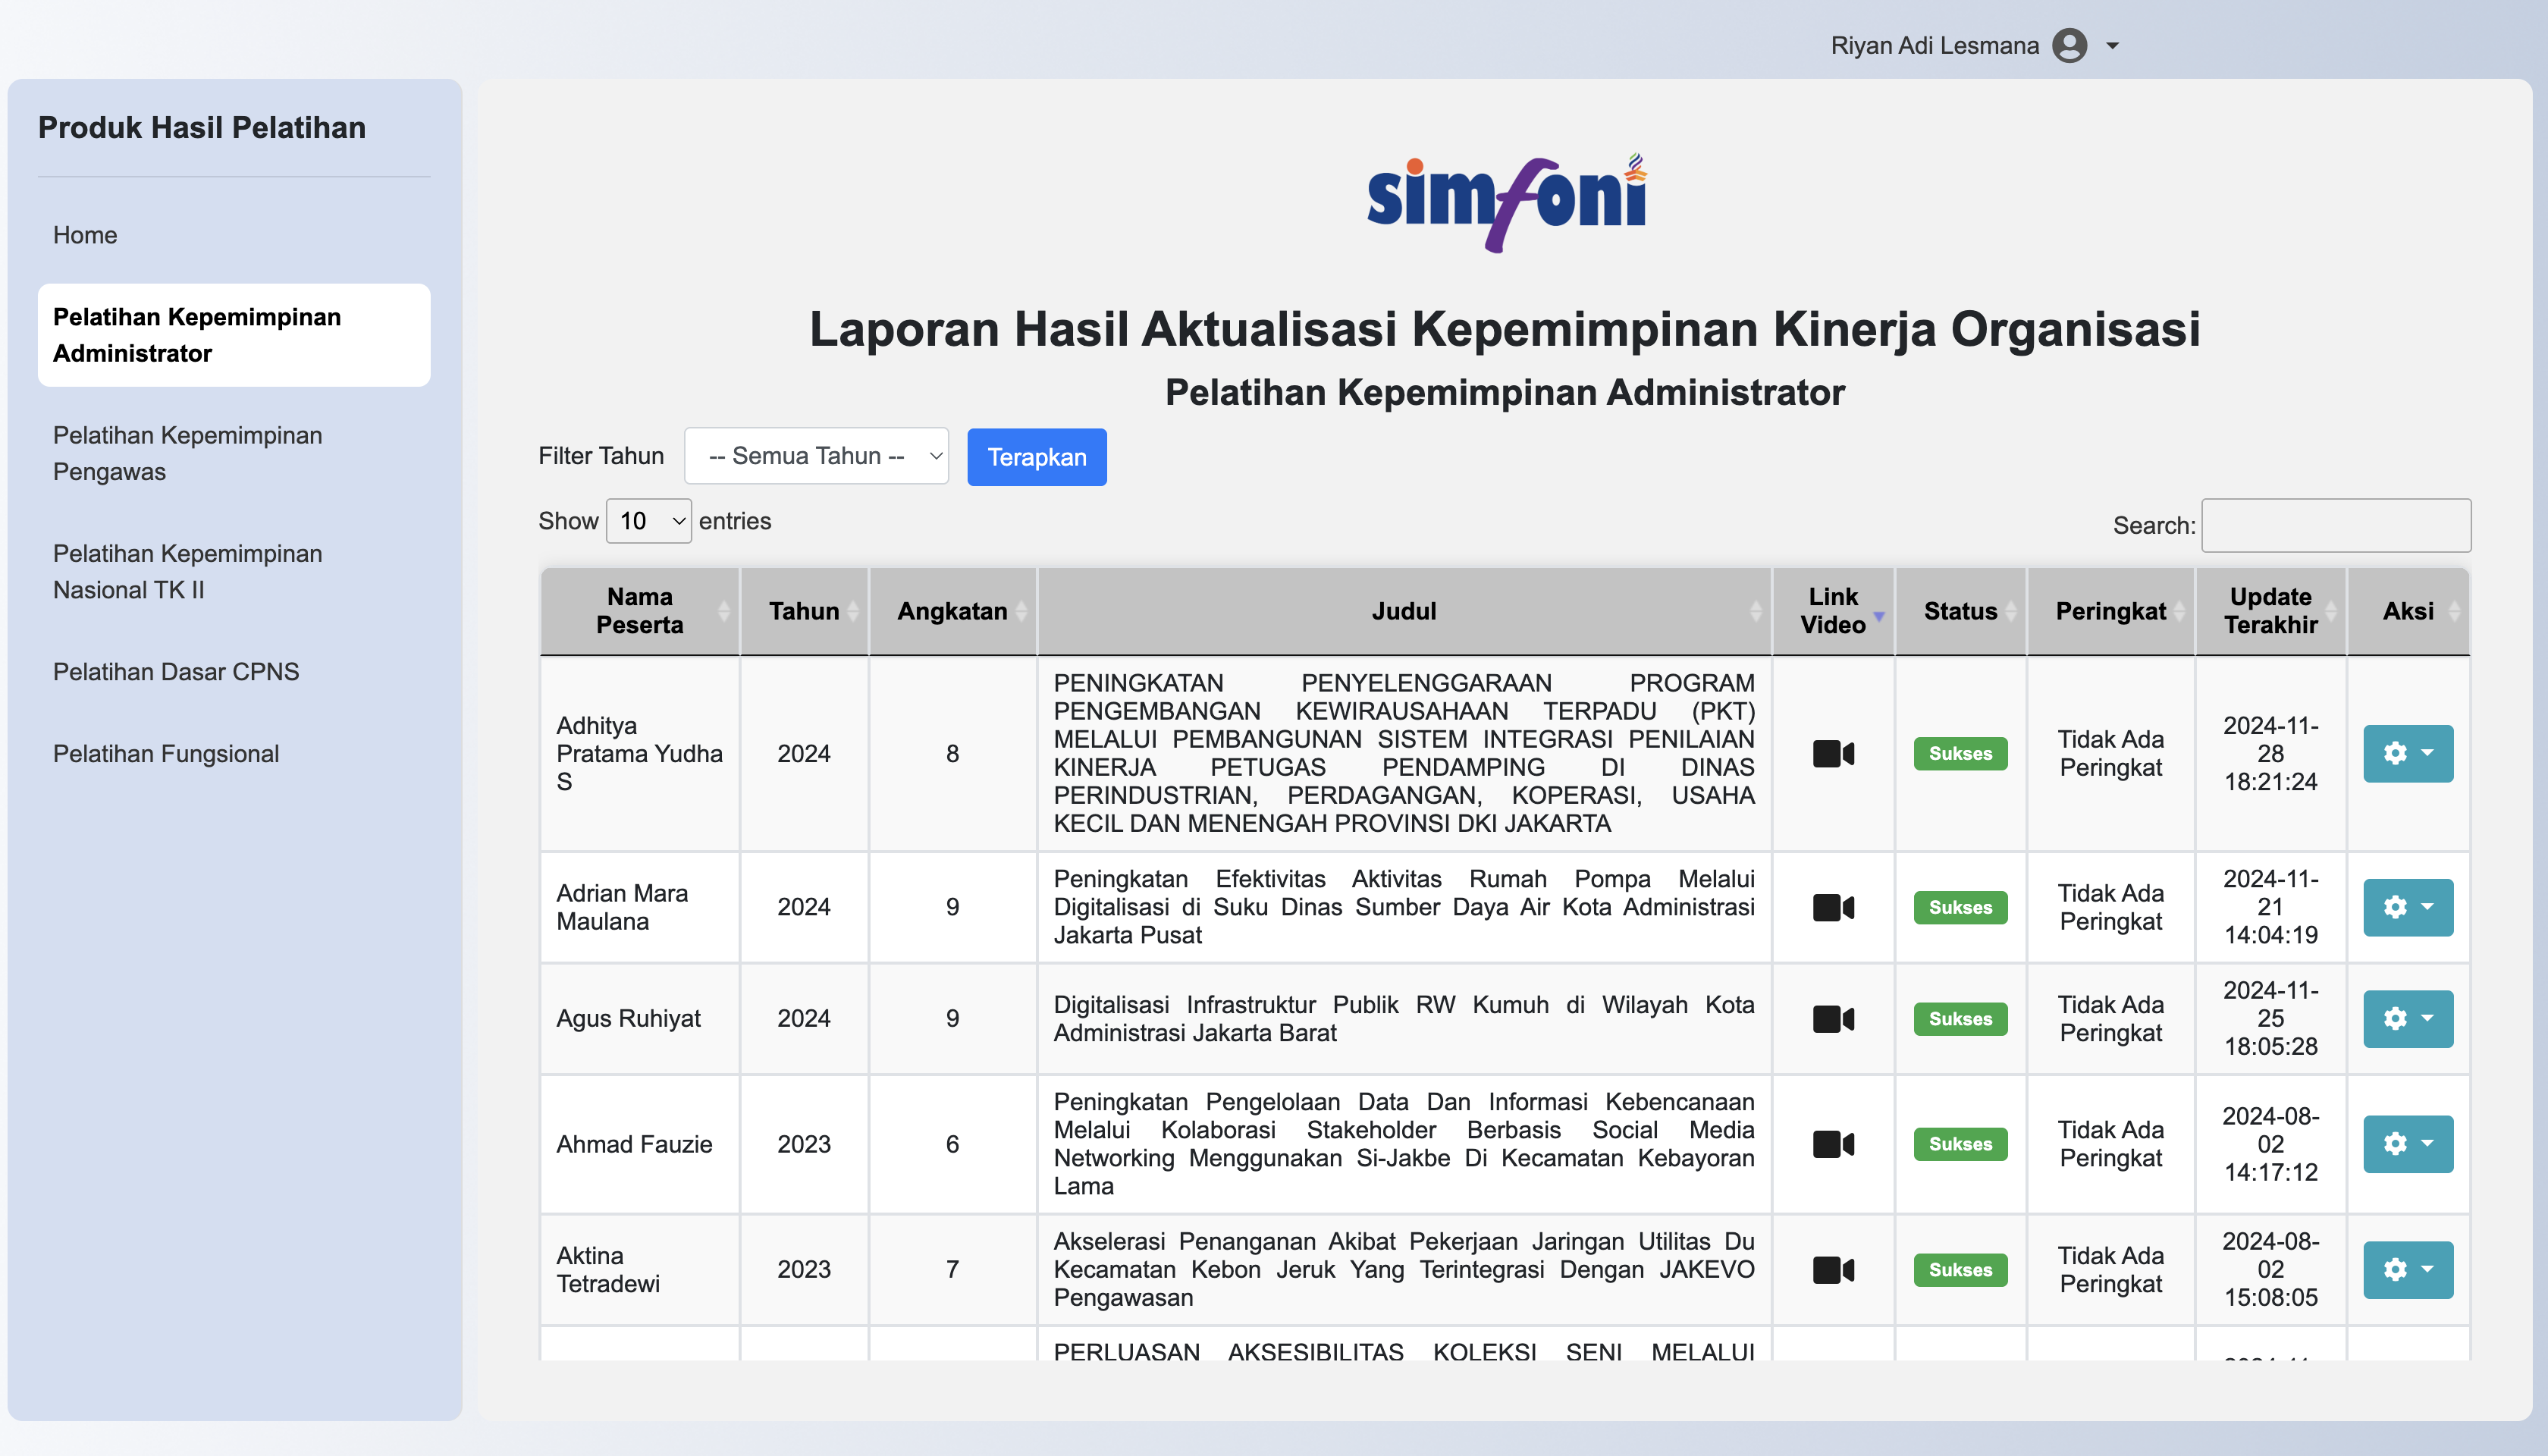 Riyan Adi Lesmana
Produk Hasil Pelatihan
Home
Pelatihan Kepemimpinan
Administrator
Pelatihan Kepemimpinan
Pengawas
Pelatihan Kepemimpinan
Nasional TK II
Pelatihan Dasar CPNS
Pelatihan Fungsional
simfoni
Laporan Hasil Aktualisasi Kepemimpinan Kinerja Organisasi
Pelatihan Kepemimpinan Administrator
Filter Tahun -- Semua Tahun -- Terapkan
Show 10 entries
Search:
Nama
Peserta
Tahun
Angkatan
Judul
Link
Video
Status
Peringkat
Update
Terakhir
Aksi
Adhitya
Pratama Yudha
S
2024
8
PENINGKATAN PENYELENGGARAAN PROGRAM
PENGEMBANGAN KEWIRAUSAHAAN TERPADU (PKT)
MELALUI PEMBANGUNAN SISTEM INTEGRASI PENILAIAN
KINERJA PETUGAS PENDAMPING DI DINAS
PERINDUSTRIAN, PERDAGANGAN, KOPERASI, USAHA
KECIL DAN MENENGAH PROVINSI DKI JAKARTA
Sukses
Tidak Ada
Peringkat
2024-11-
28
18:21:24
Adrian Mara
Maulana
2024
9
Peningkatan Efektivitas Aktivitas Rumah Pompa Melalui
Digitalisasi di Suku Dinas Sumber Daya Air Kota Administrasi
Jakarta Pusat
Sukses
Tidak Ada
Peringkat
2024-11-
21
14:04:19
Agus Ruhiyat
2024
9
Digitalisasi Infrastruktur Publik RW Kumuh di Wilayah Kota
Administrasi Jakarta Barat
Sukses
Tidak Ada
Peringkat
2024-11-
25
18:05:28
Ahmad Fauzie
2023
6
Peningkatan Pengelolaan Data Dan Informasi Kebencanaan
Melalui Kolaborasi Stakeholder Berbasis Social Media
Networking Menggunakan Si-Jakbe Di Kecamatan Kebayoran
Lama
Sukses
Tidak Ada
Peringkat
2024-08-
02
14:17:12
Aktina
Tetradewi
2023
7
Akselerasi Penanganan Akibat Pekerjaan Jaringan Utilitas Du
Kecamatan Kebon Jeruk Yang Terintegrasi Dengan JAKEVO
Pengawasan
Sukses
Tidak Ada
Peringkat
2024-08-
02
15:08:05
PERLUASAN AKSESIBILITAS KOLEKSI SENI MELALUI